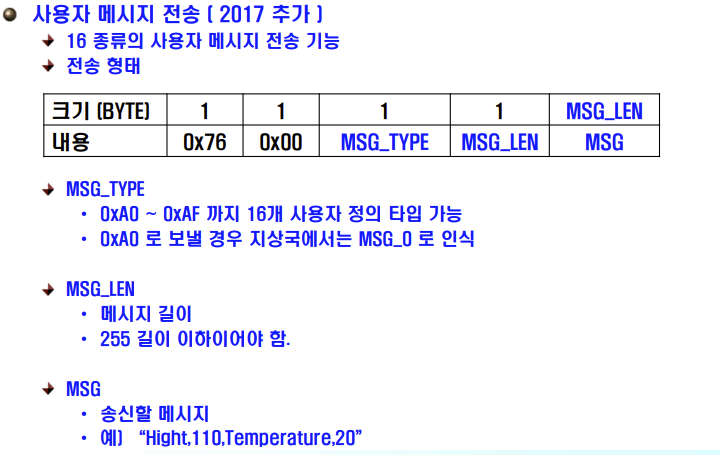 사용자 메시지 전송 ( 2017 추가 )
16 종류의 사용자 메시지 전송 기능
전송 형태
크기 (BYTE) 1 1 1 1 MSG_LEN
내용 0x76 0x00 MSG_TYPE MSG_LEN MSG
MSG_TYPE
• 0xA0 ~ 0xAF 까지 16개 사용자 정의 타입 가능
• 0xA0 로 보낼 경우 지상국에서는 MSG_0 로 인식
MSG_LEN
• 메시지 길이
• 255 길이 이하이어야 함.
MSG
• 송신할 메시지
• 예) “Hight,110,Temperature,20”